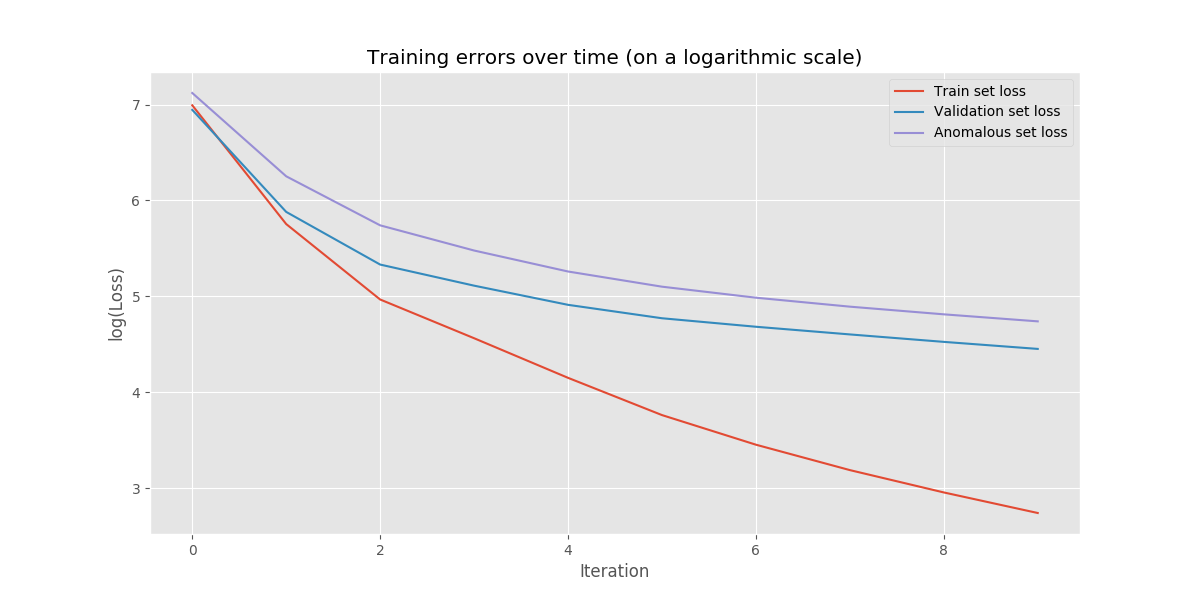 Training errors over time (on a logarithmic scale)
Train set loss
Validation set loss
Anomalous set loss
log(Loss)
7
6
5
4
3
0 2 4 6 8
Iteration